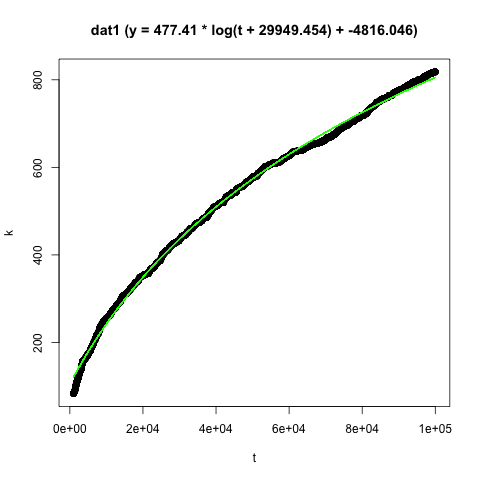 dat1 (y = 477.41 * log(t + 29949.454) + -4816.046)
800
600
400
200
k
0e+00 2e+04 4e+04 6e+04 8e+04 1e+05
t